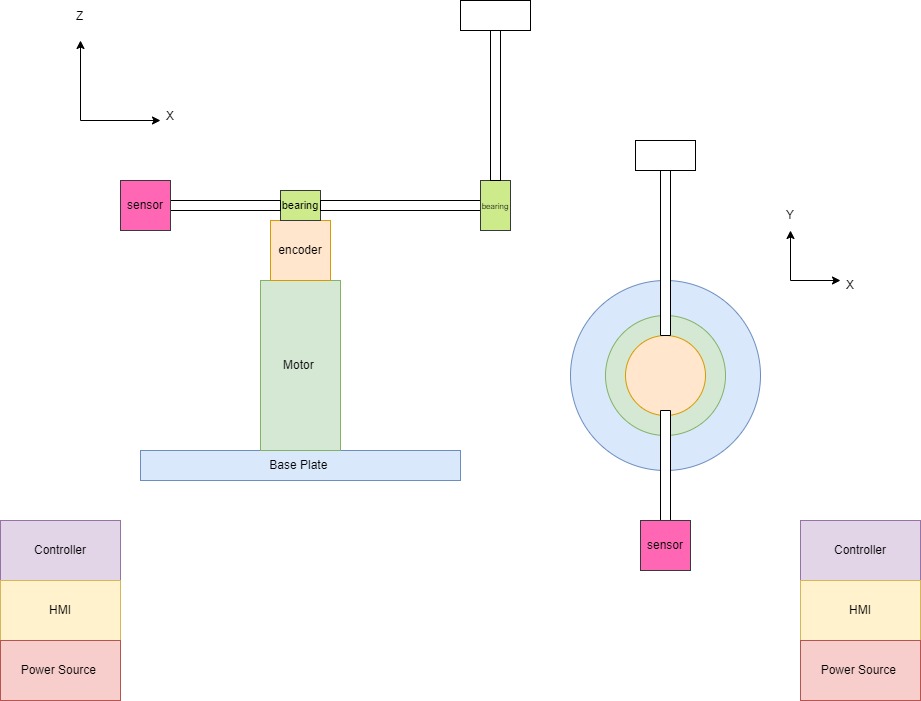 Z
X
sensor
bearing
bearing
encoder
Motor
Base Plate
Y
X
sensor
Controller
HMI
Power Source
Controller
HMI
Power Source